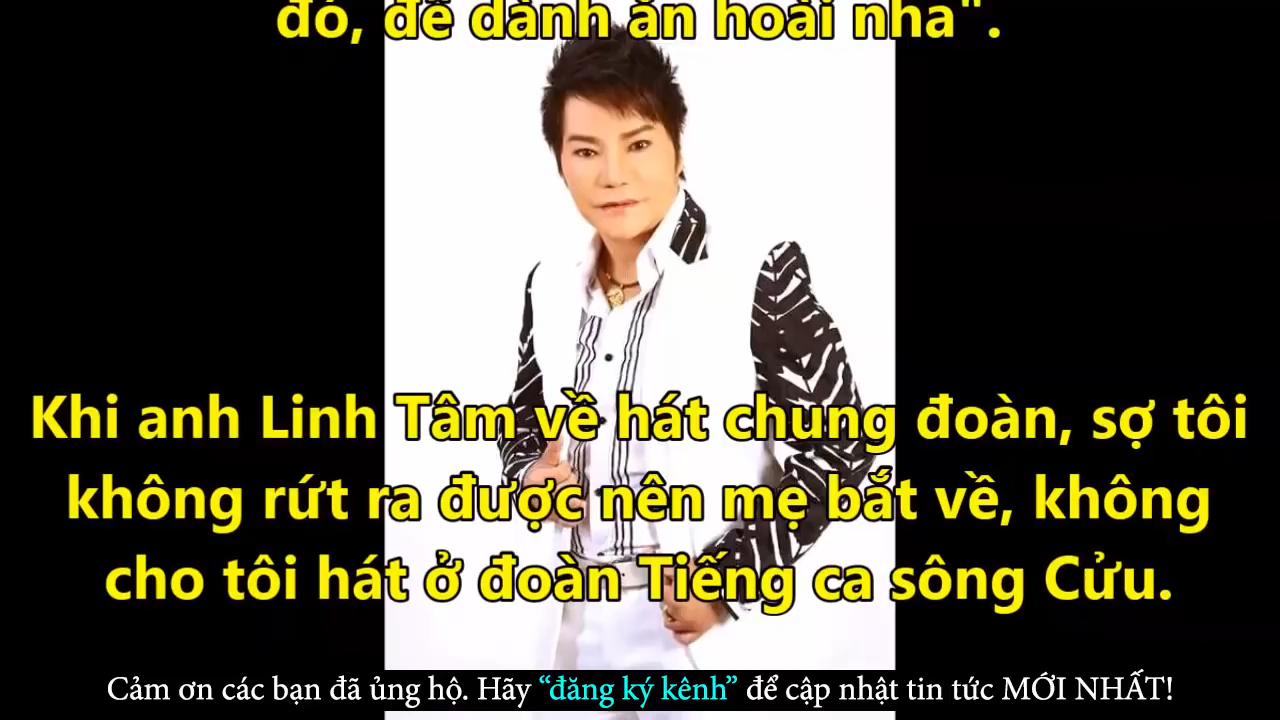 đó, để dành ăn hoài nha".
Khi anh Linh Tâm về hát chung đoàn, sợ tôi
không rứt ra được nên mẹ bắt về, không
cho tôi hát ở đoàn Tiếng ca sông Cửu.
Cảm ơn các bạn đã ủng hộ. Hãy “đăng ký kênh” để cập nhật tin tức MỚI NHẤT!